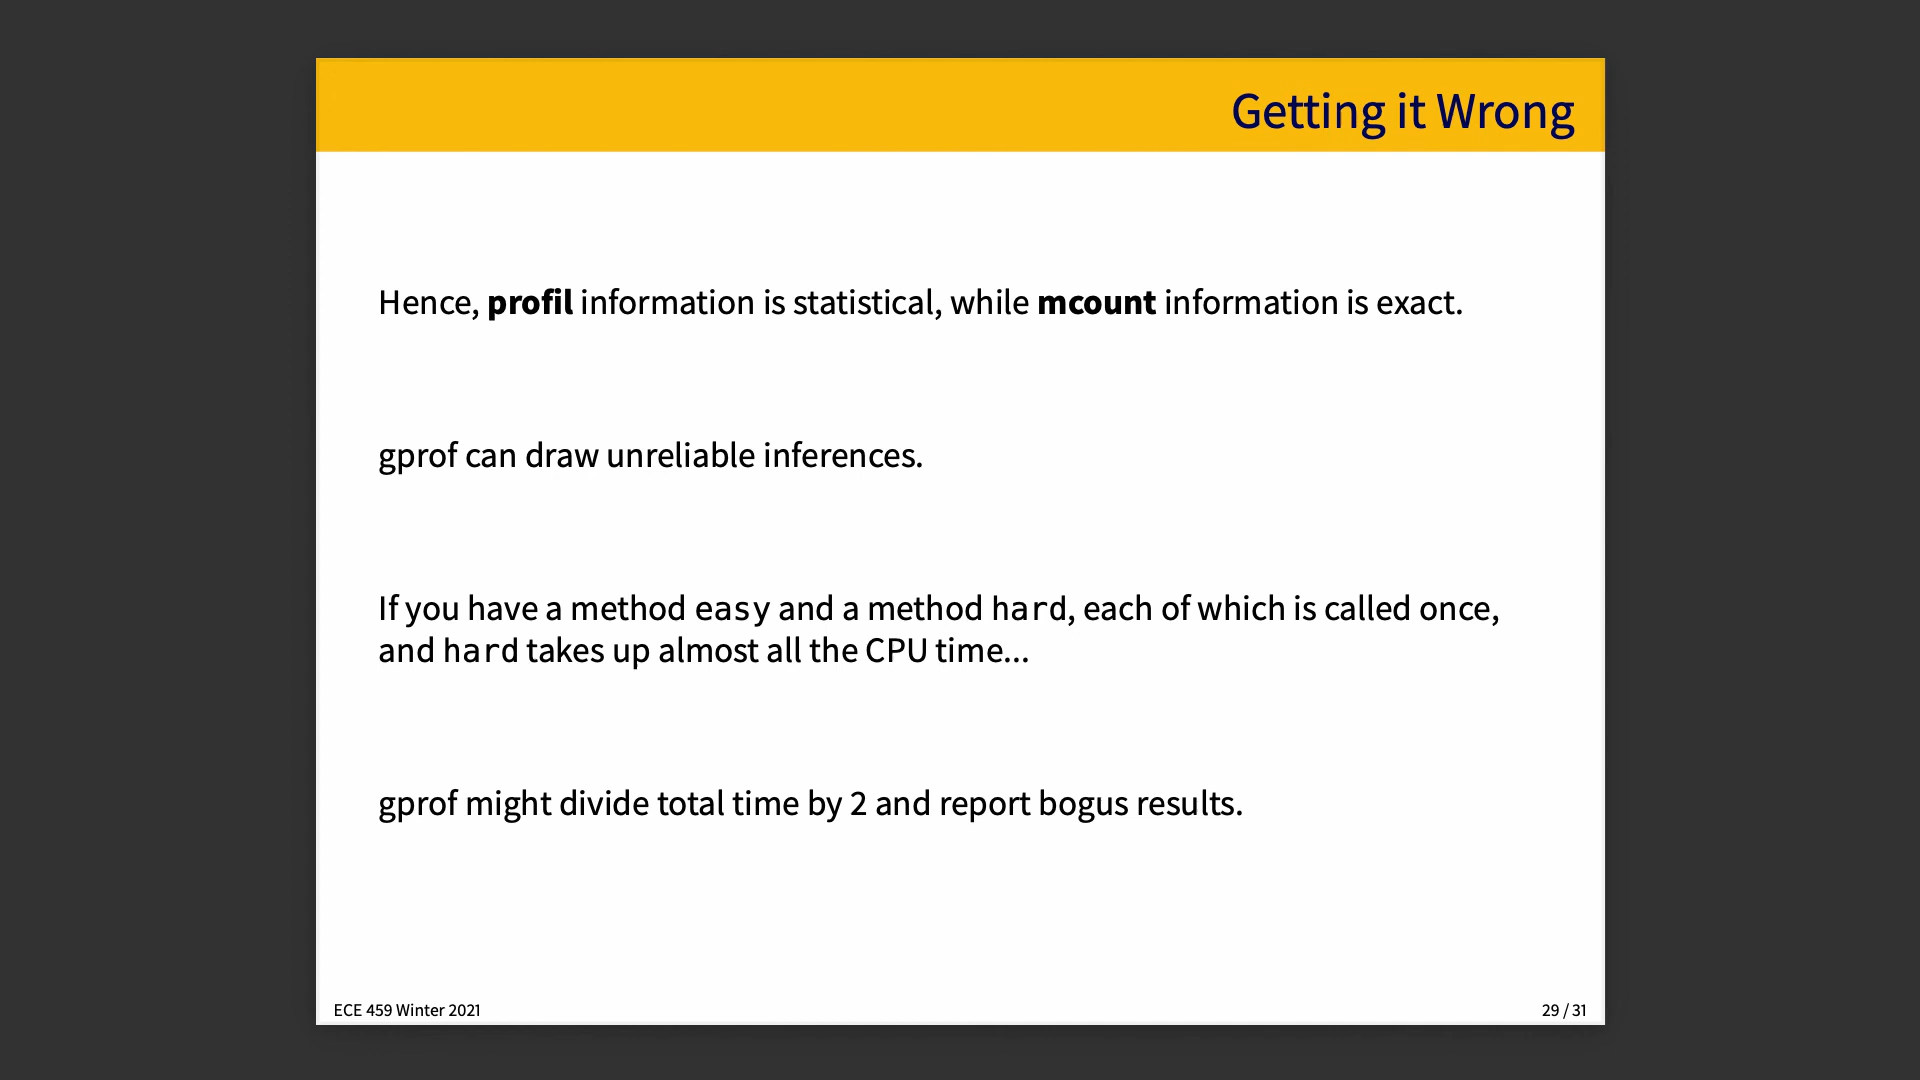 Getting it Wrong
Hence, profil information is statistical, while mcount information is exact.
gprof can draw unreliable inferences.
If you have a method easy and a method hard, each of which is called once,
and hard takes up almost all the CPU time...
gprof might divide total time by 2 and report bogus results.
ECE 459 Winter 2021
29 / 31